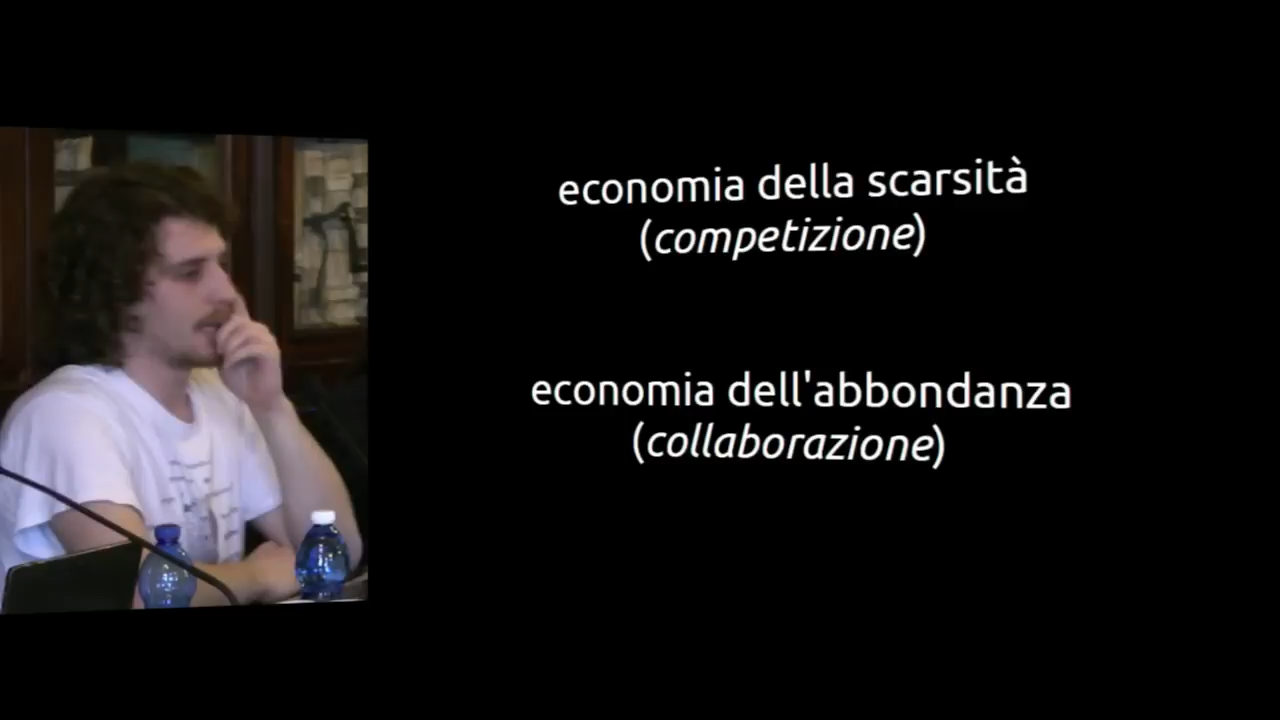 economia della scarsità
(competizione)
economia dell'abbondanza
(collaborazione)